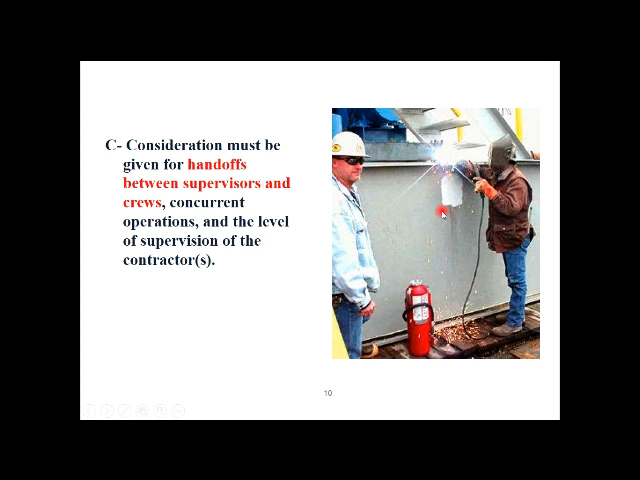 C- Consideration must be
given for handoffs
between supervisors and
crews, concurrent
operations, and the level
of supervision of the
contractor(s).
10